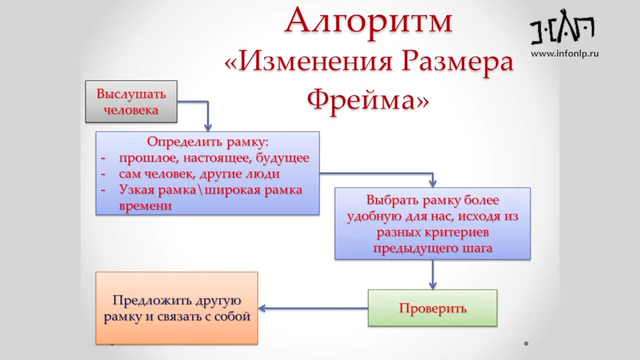 Алгоритм
«Изменения Размера
Фрейма»
www.infonlp.ru
Выслушать
человека
Определить рамку:
- прошлое, настоящее, будущее
- сам человек, другие люди
- Узкая рамка\широкая рамка
времени
Выбрать рамку более
удобную для нас, исходя из
разных критериев
предыдущего шага
Проверить
Предложить другую
рамку и связать с собой